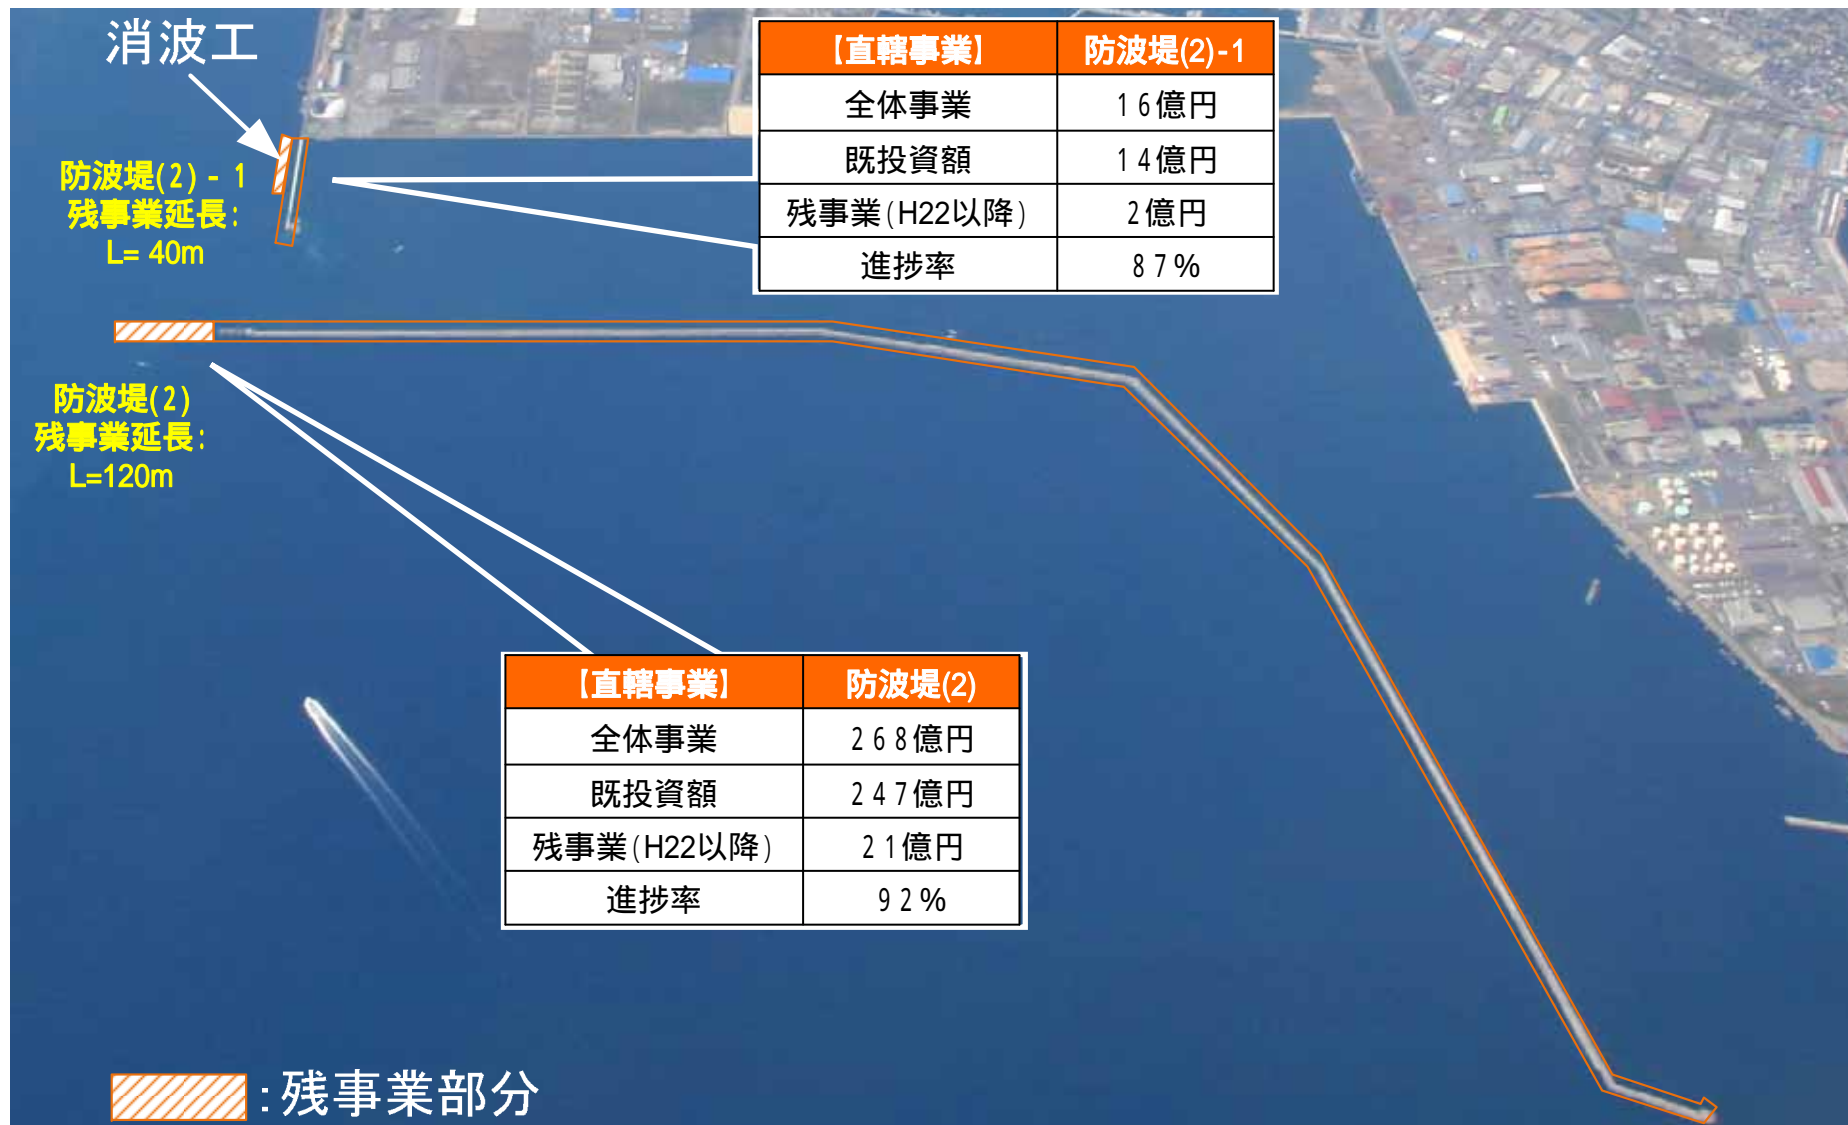 消波工
【直轄事業】 防波堤(2)-1
全体事業 16億円
既投資額 14億円
残事業(H22以降) 2億円
進捗率 87%
防波堤(2)-1
残事業延長:
L= 40m
防波堤(2)
残事業延長:
L=120m
【直轄事業】 防波堤(2)
全体事業 268億円
既投資額 247億円
残事業(H22以降) 21億円
進捗率 92%
:残事業部分